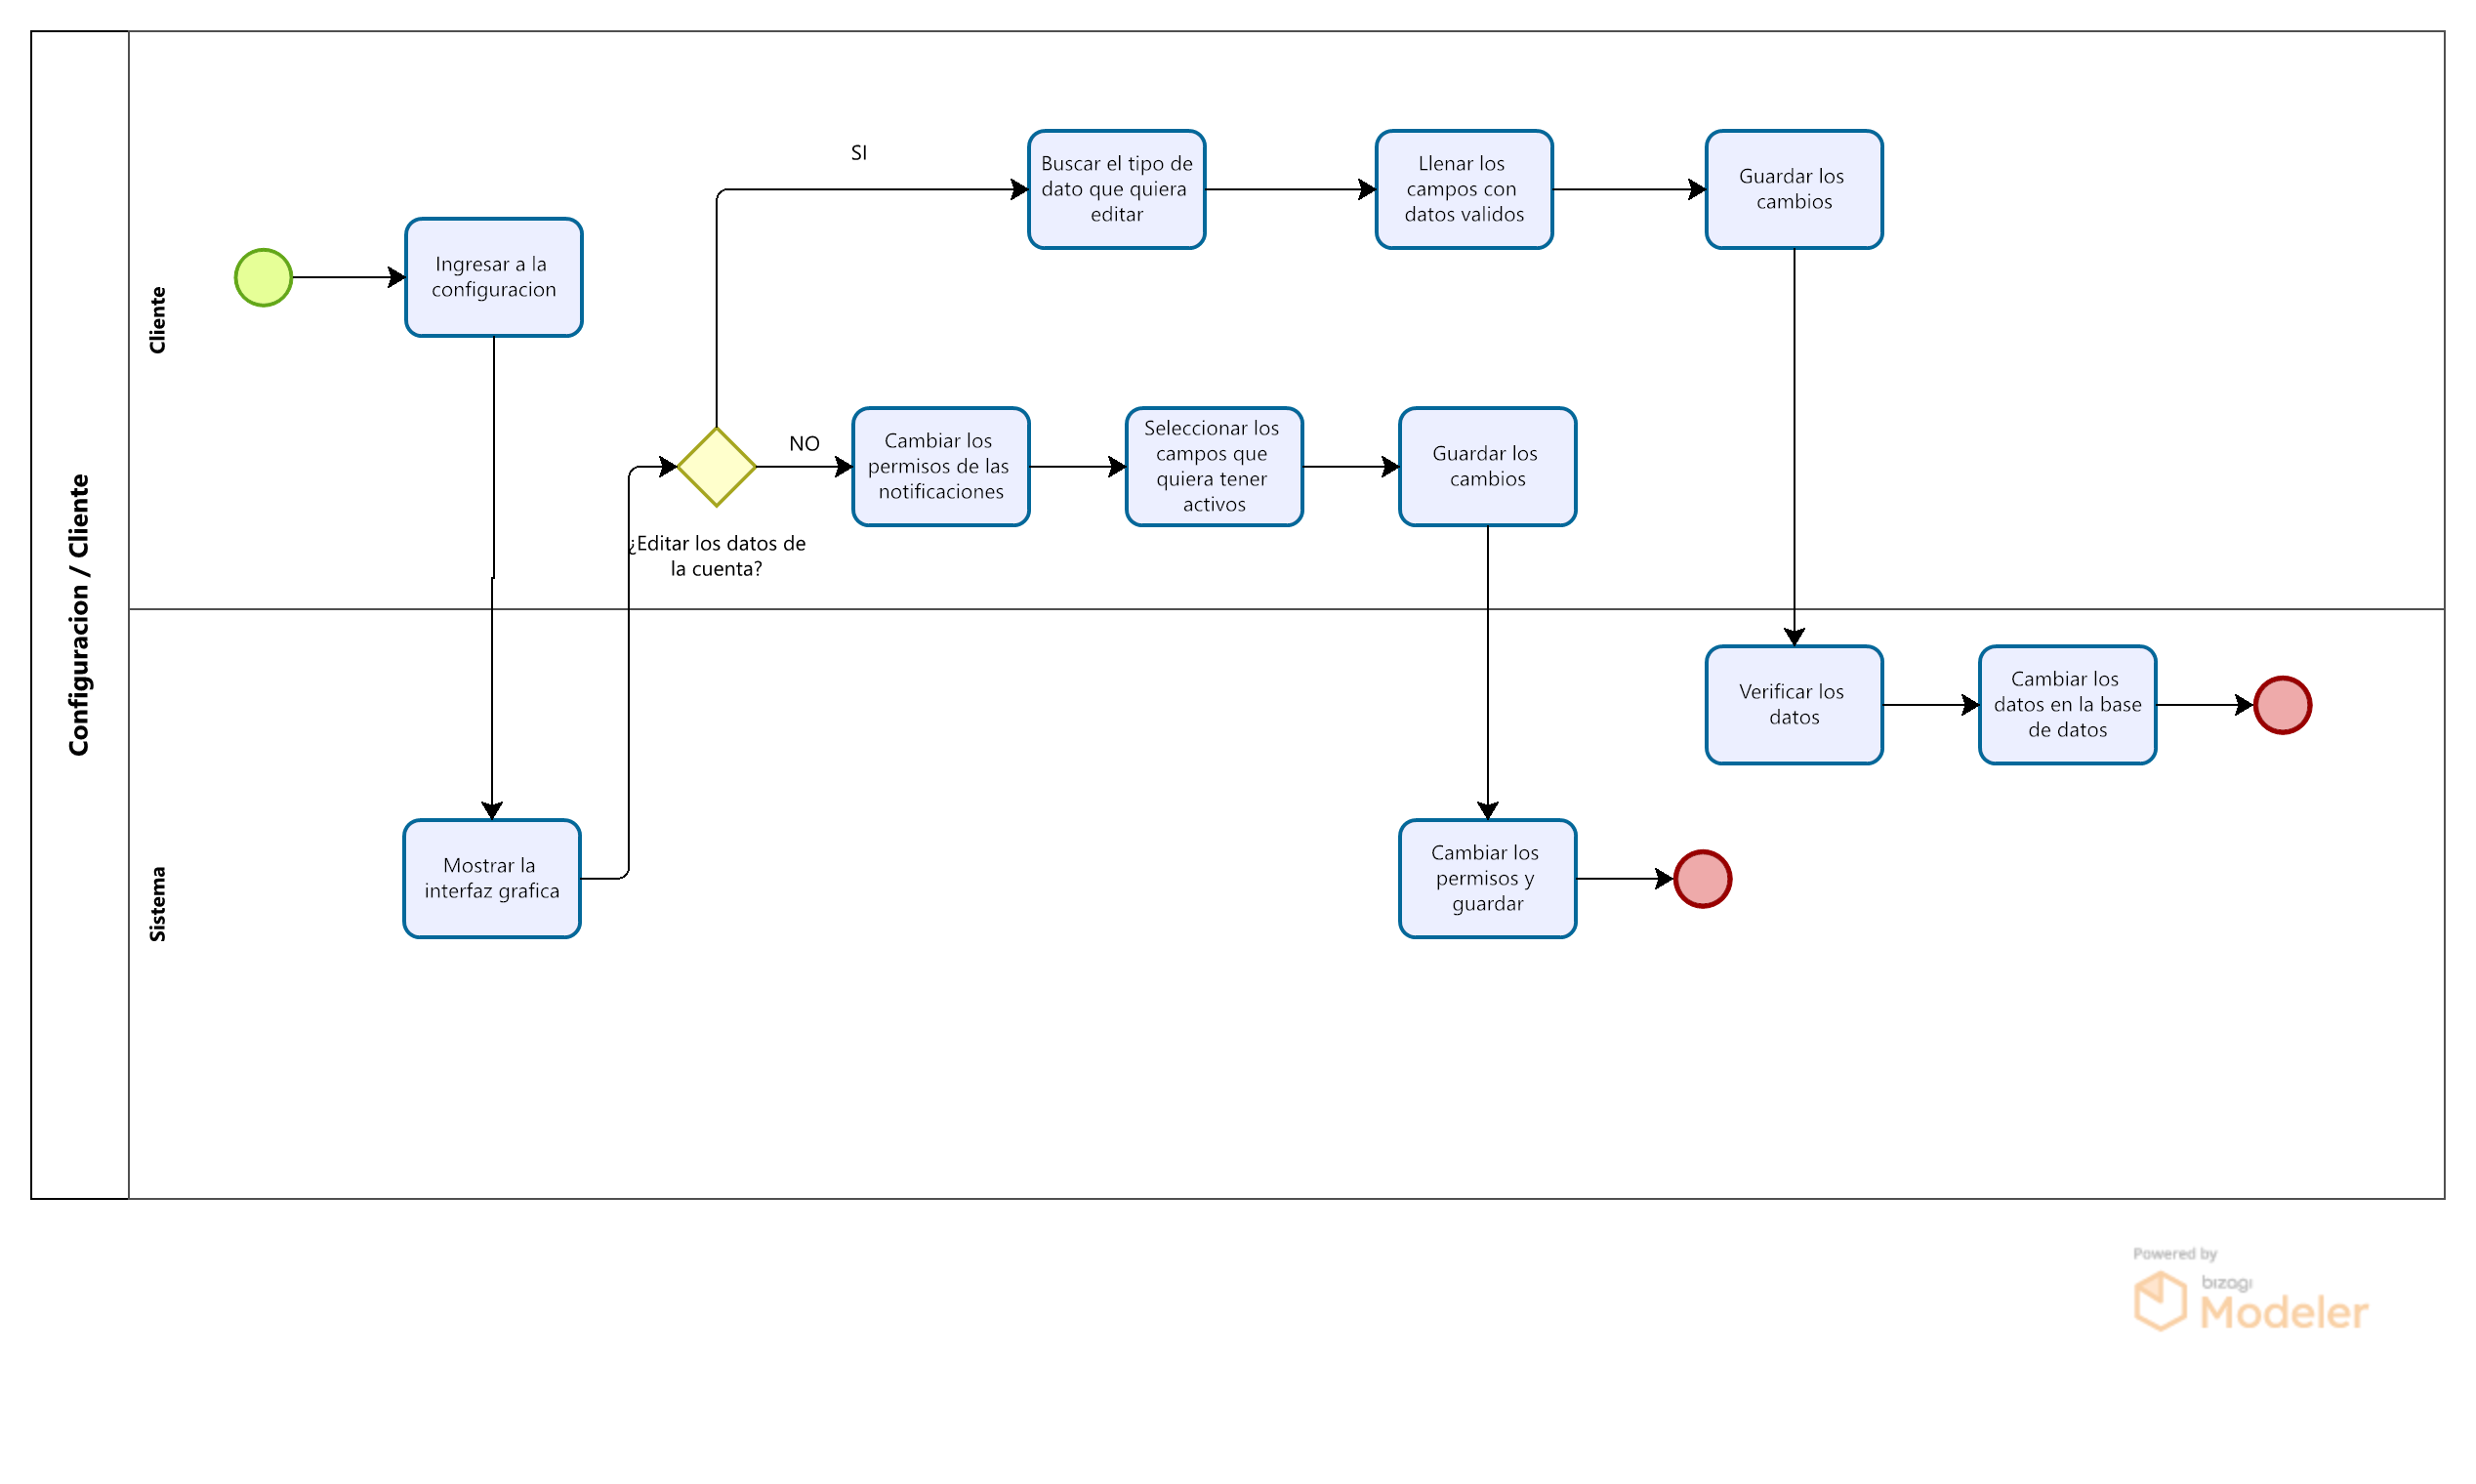 Configuracion / Cliente
Cliente
Ingresar a la
configuracion
SI
Buscar el tipo de
dato que quiera
editar
Llenar los
campos con
datos validos
Guardar los
cambios
¿Editar los datos de
la cuenta?
NO
Cambiar los
permisos de las
notificaciones
Seleccionar los
campos que
quiera tener
activos
Guardar los
cambios
Sistema
Mostrar la
interfaz grafica
Verificar los
datos
Cambiar los
datos en la base
de datos
Cambiar los
permisos y
guardar
Powered by
bizagi
Modeler